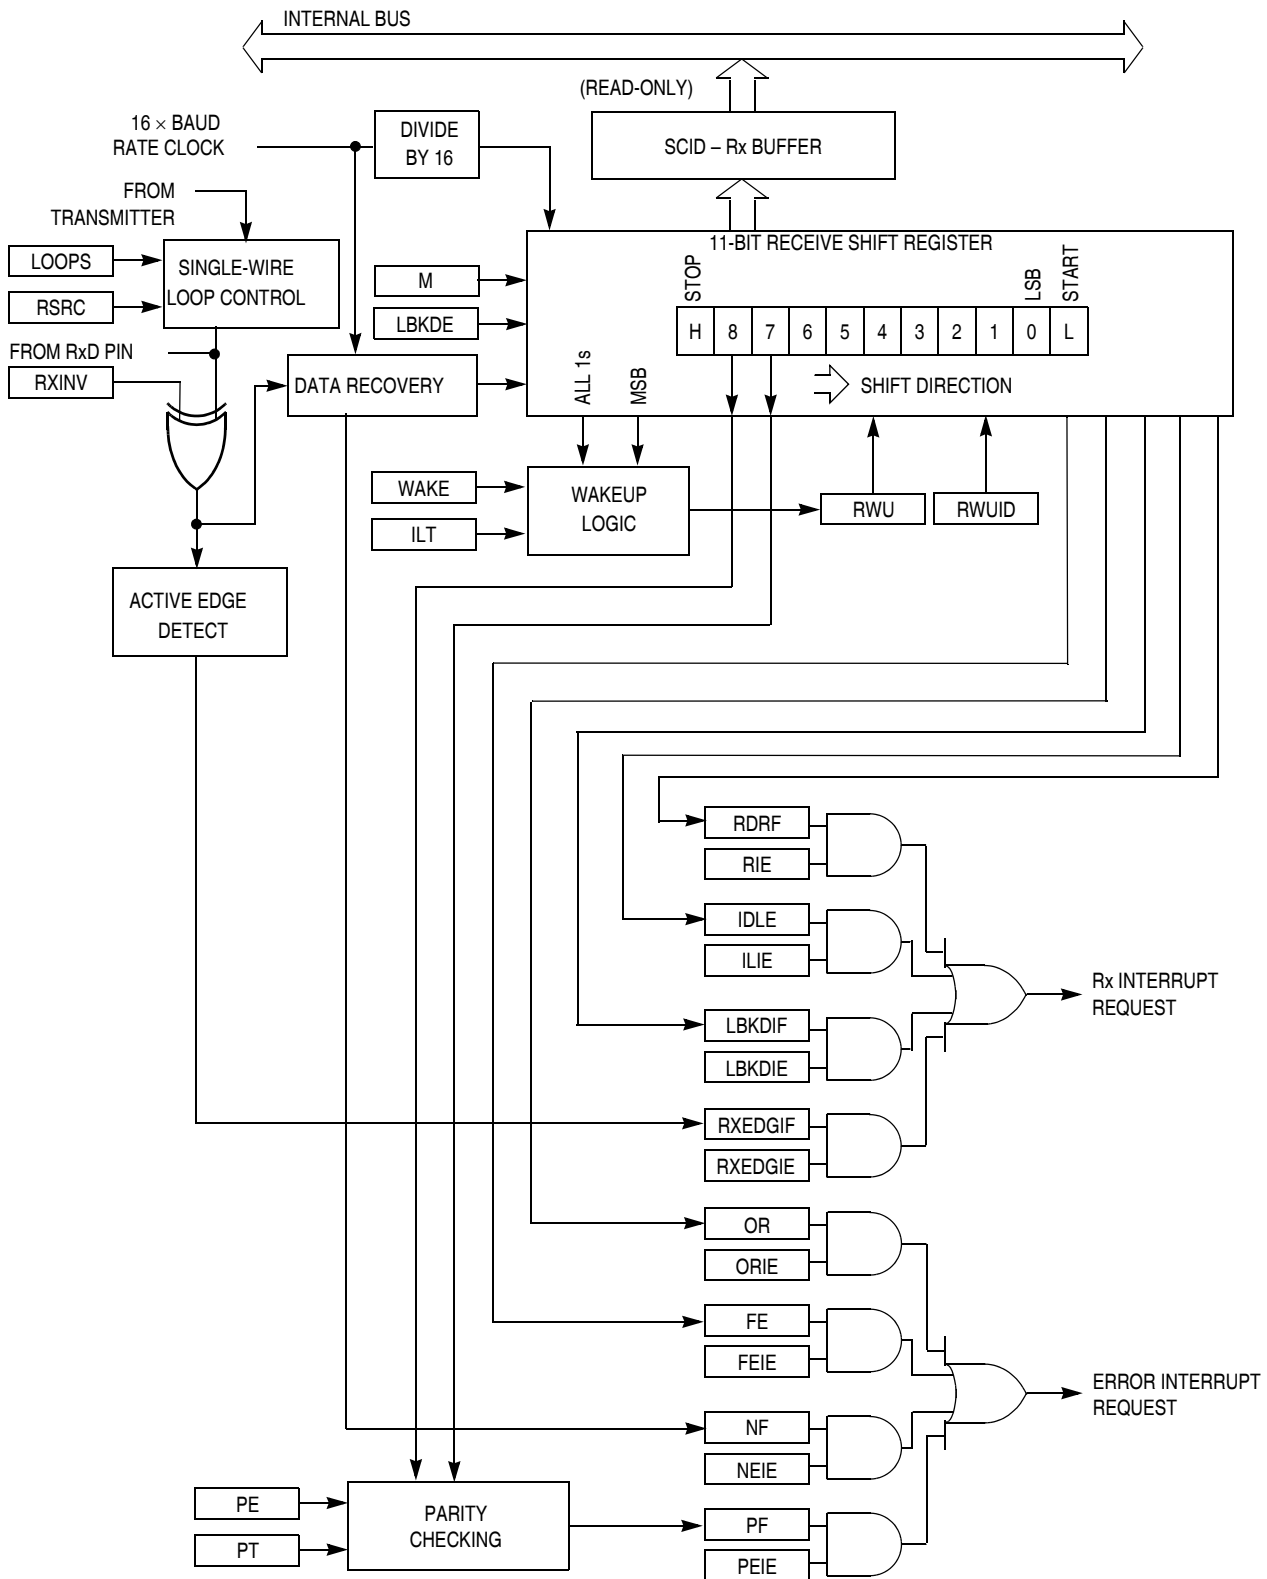 INTERNAL BUS
(READ-ONLY)
16 × BAUD
RATE CLOCK
DIVIDE
BY 16
SCID – Rx BUFFER
FROM
TRANSMITTER
11-BIT RECEIVE SHIFT REGISTER
LOOPS
SINGLE-WIRE
LOOP CONTROL
RSRC
M
LBKDE
STOP
LSB
START
H 8 7 6 5 4 3 2 1 0 L
FROM RxD PIN
RXINV
DATA RECOVERY
ALL 1s
MSB
SHIFT DIRECTION
WAKE
ILT
WAKEUP
LOGIC
RWU
RWUID
ACTIVE EDGE
DETECT
RDRF
RIE
IDLE
ILIE
Rx INTERRUPT
REQUEST
LBKDIF
LBKDIE
RXEDGIF
RXEDGIE
OR
ORIE
FE
FEIE
ERROR INTERRUPT
REQUEST
NF
NEIE
PE
PT
PARITY
CHECKING
PF
PEIE